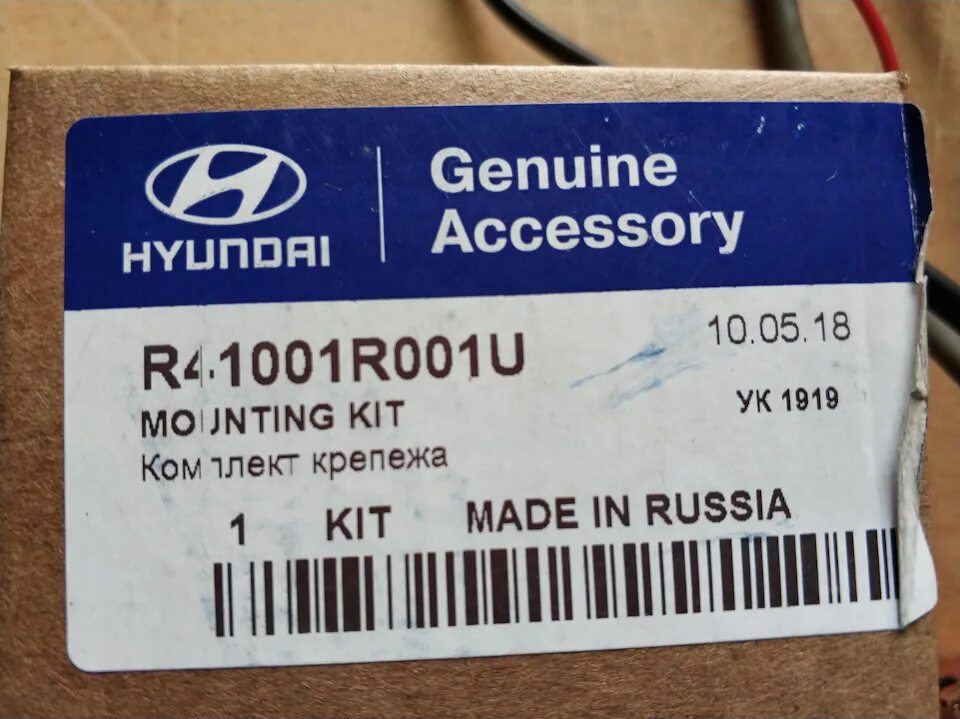 HYUNDAI
Genuine
Accessory
R41001R001U
10.05.18
MOUNTING KIT
УК 1919
Комплект крепежа
1 KIT MADE IN RUSSIA